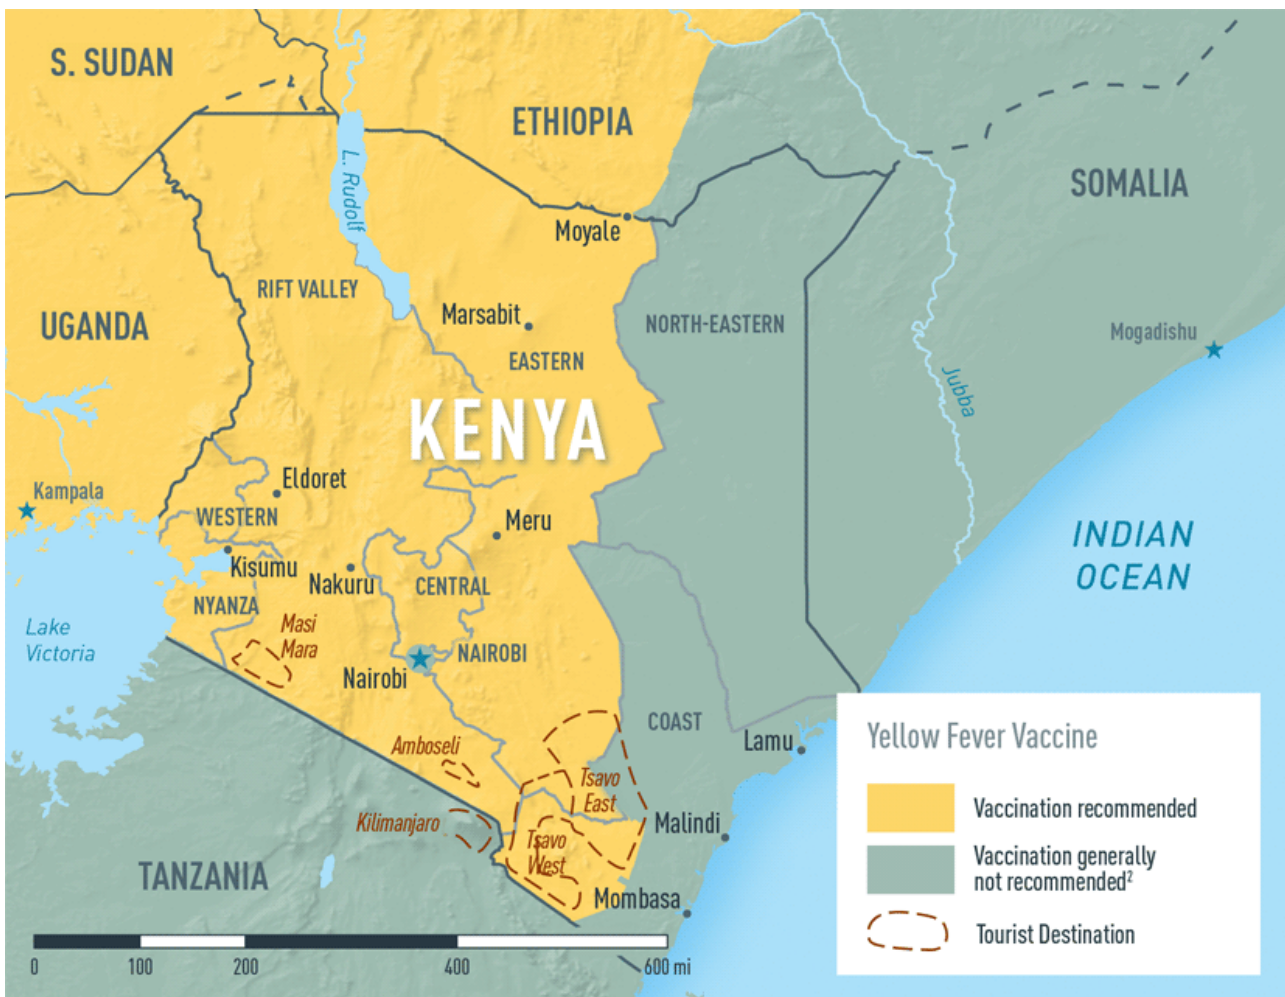 S. SUDAN
ETHIOPIA
SOMALIA
L. Rudolf
Moyale
RIFT VALLEY
UGANDA
Marsabit
NORTH-EASTERN
Mogadishu
EASTERN
Jubba
KENYA
Eldoret
Kampala
WESTERN
Meru
INDIAN
OCEAN
Kisumu
Nakuru
CENTRAL
NYANZA
Masi
Mara
Lake
Victoria
NAIROBI
Nairobi
COAST
Lamu
Amboseli
Tsavo
East
Kilimanjaro
Malindi
Tsavo
West
TANZANIA
Mombasa
Yellow Fever Vaccine
Vaccination recommended
Vaccination generally
not recommended²
Tourist Destination
0 100 200 400 600 mi